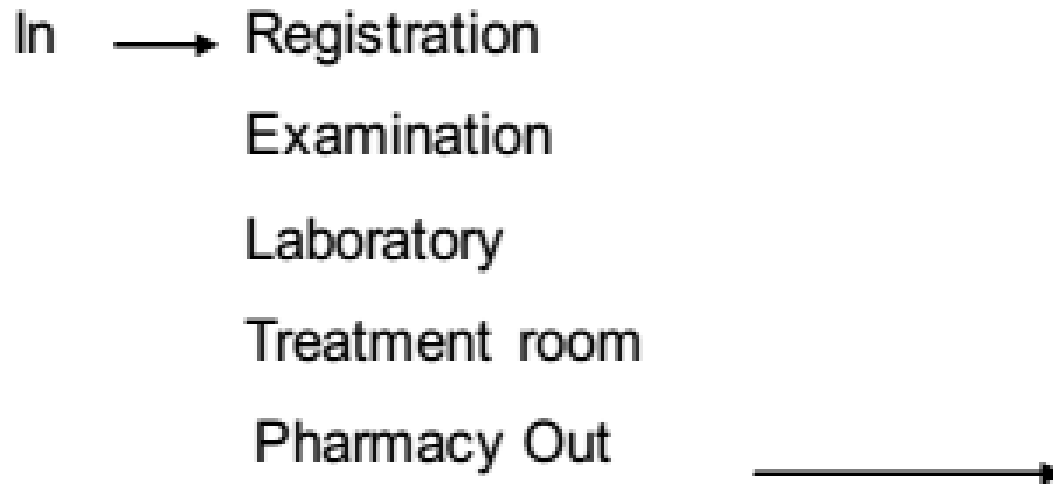 In Registration
Examination
Laboratory
Treatment room
Pharmacy Out